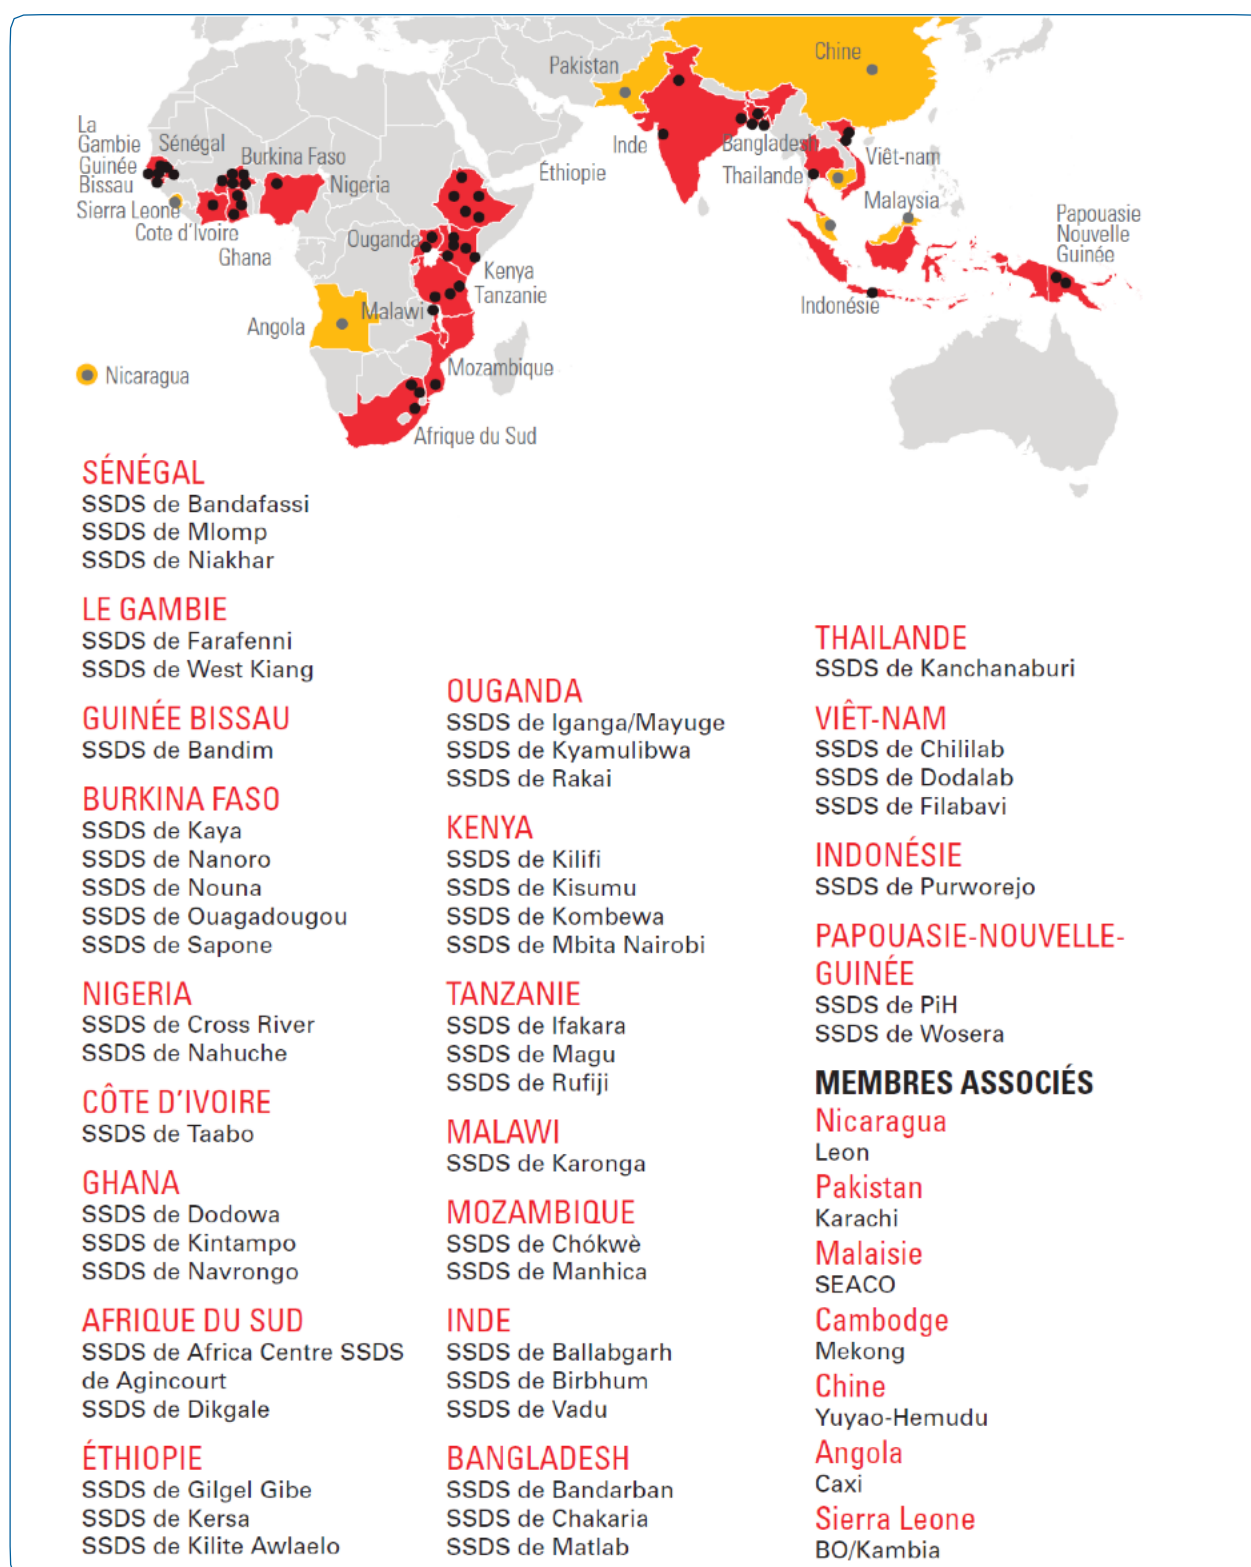 Chine
Pakistan
La
Gambie
Guinée
Bissau
Sénégal
Burkina Faso
Nigeria
Éthiopie
Inde
Bangladesh
Viêt-nam
Thailande
Malaysia
Sierra Leone
Cote d'Ivoire
Ghana
Ouganda
Kenya
Tanzanie
Papouasie
Nouvelle
Guinée
Indonésie
Angola
Malawi
Mozambique
Nicaragua
Afrique du Sud
SÉNÉGAL
SSDS de Bandafassi
SSDS de Mlomp
SSDS de Niakhar
LE GAMBIE
SSDS de Farafenni
SSDS de West Kiang
GUINÉE BISSAU
SSDS de Bandim
BURKINA FASO
SSDS de Kaya
SSDS de Nanoro
SSDS de Nouna
SSDS de Ouagadougou
SSDS de Sapone
NIGERIA
SSDS de Cross River
SSDS de Nahuche
CÔTE D'IVOIRE
SSDS de Taabo
GHANA
SSDS de Dodowa
SSDS de Kintampo
SSDS de Navrongo
AFRIQUE DU SUD
SSDS de Africa Centre SSDS
de Agincourt
SSDS de Dikgale
ÉTHIOPIE
SSDS de Gilgel Gibe
SSDS de Kersa
SSDS de Kilite Awlaelo
OUGANDA
SSDS de Iganga/Mayuge
SSDS de Kyamulibwa
SSDS de Rakai
KENYA
SSDS de Kilifi
SSDS de Kisumu
SSDS de Kombewa
SSDS de Mbita Nairobi
TANZANIE
SSDS de Ifakara
SSDS de Magu
SSDS de Rufiji
MALAWI
SSDS de Karonga
MOZAMBIQUE
SSDS de Chókwè
SSDS de Manhica
INDE
SSDS de Ballabgarh
SSDS de Birbhum
SSDS de Vadu
BANGLADESH
SSDS de Bandarban
SSDS de Chakaria
SSDS de Matlab
THAILANDE
SSDS de Kanchanaburi
VIÊT-NAM
SSDS de Chililab
SSDS de Dodalab
SSDS de Filabavi
INDONÉSIE
SSDS de Purworejo
PAPOUASIE-NOUVELLE-
GUINÉE
SSDS de PiH
SSDS de Wosera
MEMBRES ASSOCIÉS
Nicaragua
Leon
Pakistan
Karachi
Malaisie
SEACO
Cambodge
Mekong
Chine
Yuyao-Hemudu
Angola
Caxi
Sierra Leone
BO/Kambia